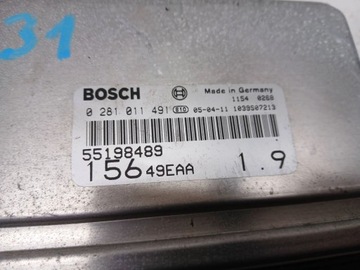 31
BOSCH
Made in Germany
1154 0268
0 281 011 491 05-04-11 1039S07213
55198489
156 49EAA 1.9